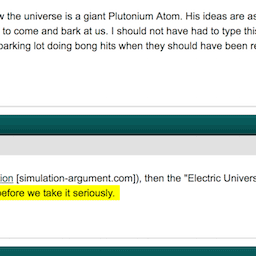 w the universe is a giant Plutonium Atom. His ideas are as
to come and bark at us. I should not have had to type this
parking lot doing bong hits when they should have been re
ion [simulation-argument.com]), then the "Electric Univers
before we take it seriously.